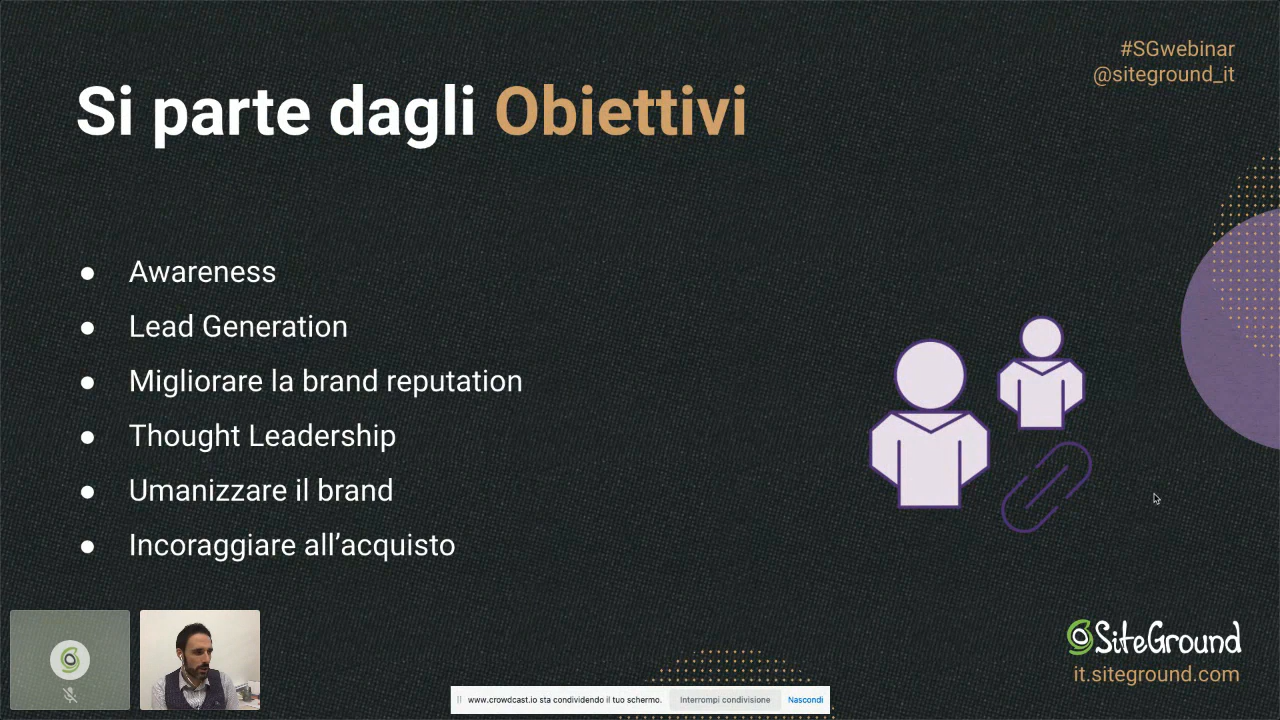 #SGwebinar
@siteground_it
Si parte dagli Obiettivi
● Awareness
● Lead Generation
● Migliorare la brand reputation
● Thought Leadership
● Umanizzare il brand
● Incoraggiare all’acquisto
SiteGround
it.siteground.com
www.crowdcast.io sta condividendo il tuo schermo. Interrompi condivisione Nascondi